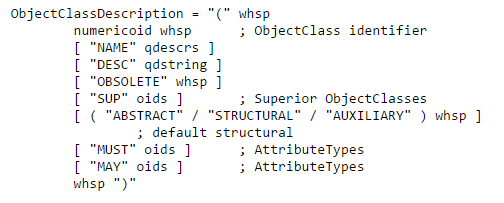 ObjectClassDescription = "(" whsp
numericoid whsp ; ObjectClass identifier
[ "NAME" qdescrs ]
[ "DESC" qdstring ]
[ "OBSOLETE" whsp ]
[ "SUP" oids ] ; Superior ObjectClasses
[ ( "ABSTRACT" / "STRUCTURAL" / "AUXILIARY" ) whsp ]
; default structural
[ "MUST" oids ] ; AttributeTypes
[ "MAY" oids ] ; AttributeTypes
whsp ")"